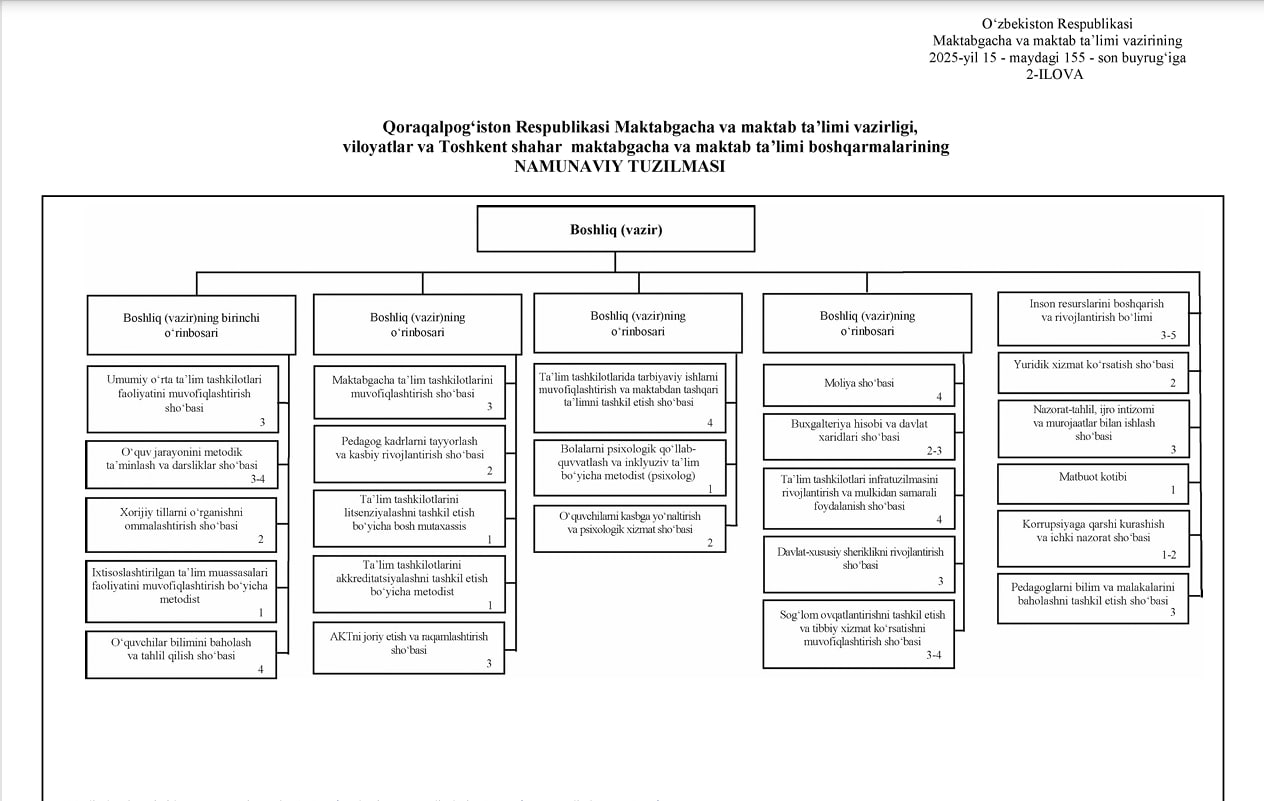 O‘zbekiston Respublikasi
Maktabgacha va maktab ta’limi vazirining
2025-yil 15 - maydagi 155 - son buyrug‘iga
2-ILOVA
Qoraqalpog‘iston Respublikasi Maktabgacha va maktab ta’limi vazirligi,
viloyatlar va Toshkent shahar maktabgacha va maktab ta’limi boshqarmalarining
NAMUNAVIY TUZILMASI
Boshliq (vazir)
Boshliq (vazir)ning birinchi
o‘rinbosari
Umumiy o‘rta ta’lim tashkilotlari
faoliyatini muvofiqlashtirish
sho‘basi
3
O‘quv jarayonini metodik
ta’minlash va darsliklar sho‘basi
3-4
Xorijiy tillarni o‘rganishni
ommalashtirish sho‘basi
2
Ixtisoslashtirilgan ta’lim muassasalari
faoliyatini muvofiqlashtirish bo‘yicha
metodist
1
O‘quvchilar bilimini baholash
va tahlil qilish sho‘basi
4
Boshliq (vazir)ning
o‘rinbosari
Maktabgacha ta’lim tashkilotlarini
muvofiqlashtirish sho‘basi
3
Pedagog kadrlarni tayyorlash
va kasbiy rivojlantirish sho‘basi
2
Ta’lim tashkilotlarini
litsenziyalashni tashkil etish
bo‘yicha bosh mutaxassis
1
Ta’lim tashkilotlarini
akkreditatsiyalashni tashkil etish
bo‘yicha metodist
1
AKTni joriy etish va raqamlashtirish
sho‘basi
3
Boshliq (vazir)ning
o‘rinbosari
Ta’lim tashkilotlarida tarbiyaviy ishlarni
muvofiqlashtirish va maktabdan tashqari
ta’limni tashkil etish sho‘basi
4
Bolalarni psixologik qo‘llab-
quvvatlash va inklyuziv ta’lim
bo‘yicha metodist (psixolog)
1
O‘quvchilarni kasbga yo‘naltirish
va psixologik xizmat sho‘basi
2
Boshliq (vazir)ning
o‘rinbosari
Moliya sho‘basi
4
Buxgalteriya hisobi va davlat
xaridlari sho‘basi
2-3
Ta’lim tashkilotlari infratuzilmasini
rivojlantirish va mulkidan samarali
foydalanish sho‘basi
4
Davlat-xususiy sheriklikni rivojlantirish
sho‘basi
3
Sog‘lom ovqatlantirishni tashkil etish
va tibbiy xizmat ko‘rsatishni
muvofiqlashtirish sho‘basi
3-4
Inson resurslarini boshqarish
va rivojlantirish bo‘limi
3-5
Yuridik xizmat ko‘rsatish sho‘basi
2
Nazorat-tahlil, ijro intizomi
va murojaatlar bilan ishlash
sho‘basi
3
Matbuot kotibi
1
Korrupsiyaga qarshi kurashish
va ichki nazorat sho‘basi
1-2
Pedagoglarni bilim va malakalarini
baholashni tashkil etish sho‘basi
3